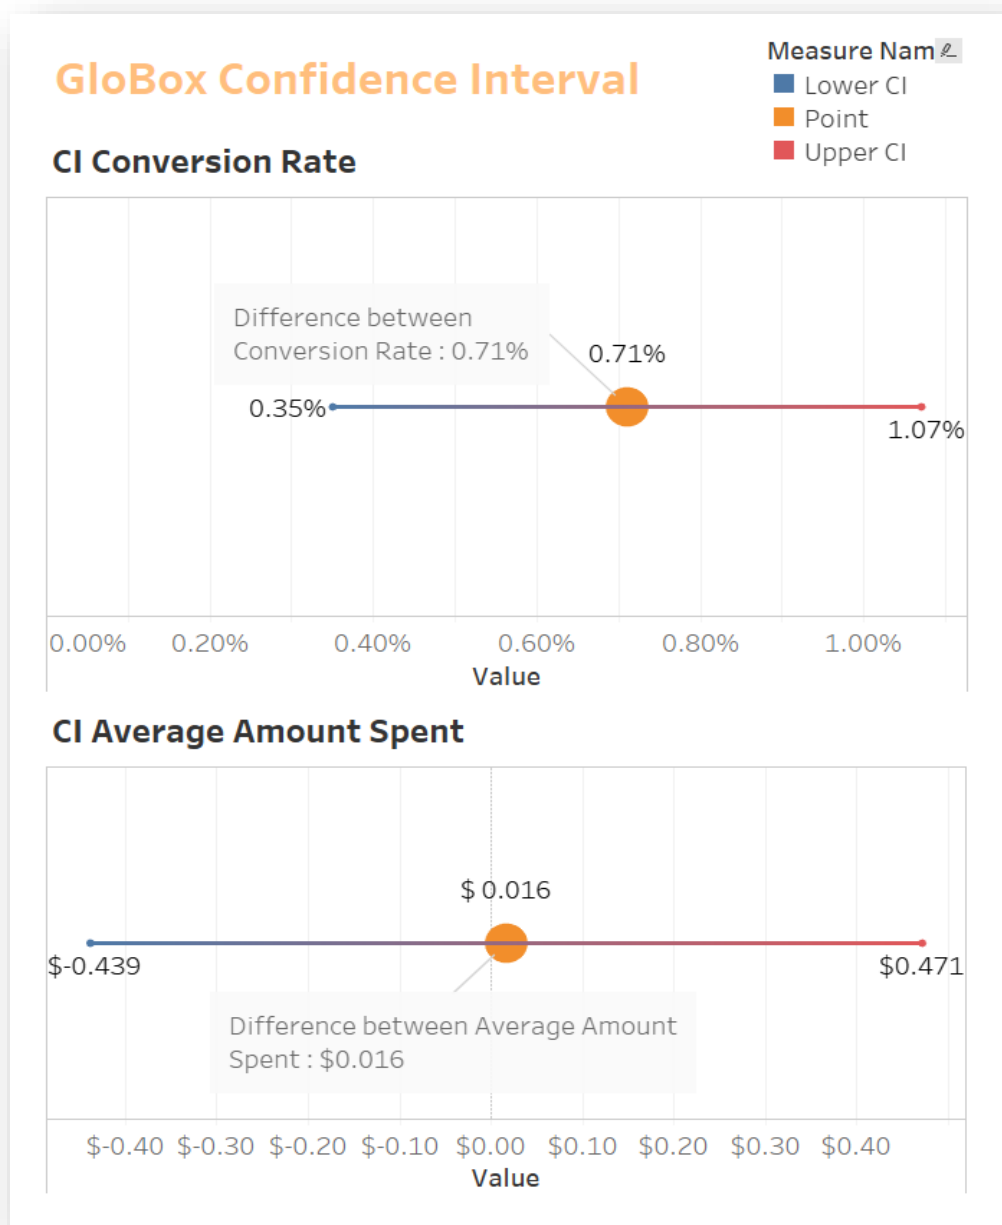 GloBox Confidence Interval
Measure Nam
Lower CI
Point
Upper CI
CI Conversion Rate
Difference between
Conversion Rate : 0.71%
0.71%
0.35%
1.07%
0.00% 0.20% 0.40% 0.60% 0.80% 1.00%
Value
CI Average Amount Spent
$ 0.016
$-0.439
$0.471
Difference between Average Amount
Spent : $0.016
$-0.40 $-0.30 $-0.20 $-0.10 $0.00 $0.10 $0.20 $0.30 $0.40
Value